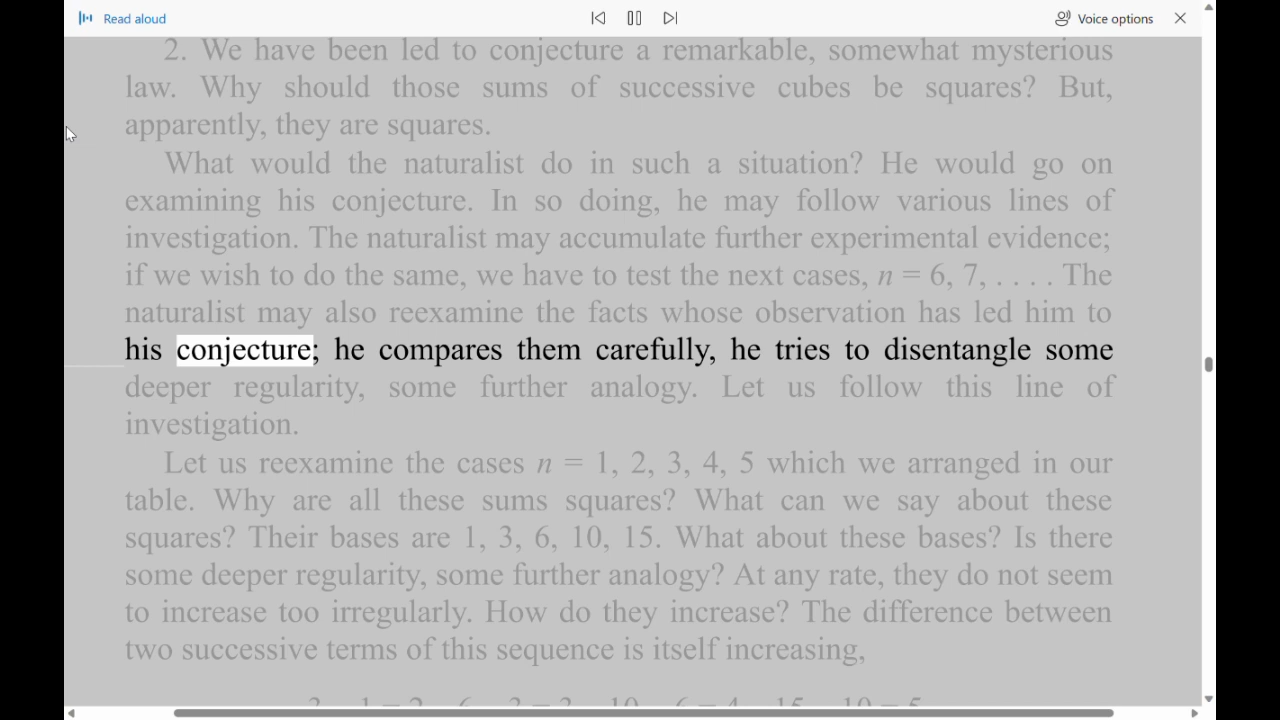 Read aloud
Voice options
2. We have been led to conjecture a remarkable, somewhat mysterious
law. Why should those sums of successive cubes be squares? But,
apparently, they are squares.
What would the naturalist do in such a situation? He would go on
examining his conjecture. In so doing, he may follow various lines of
investigation. The naturalist may accumulate further experimental evidence;
if we wish to do the same, we have to test the next cases, n = 6, 7, . . . . The
naturalist may also reexamine the facts whose observation has led him to
his conjecture; he compares them carefully, he tries to disentangle some
deeper regularity, some further analogy. Let us follow this line of
investigation.
Let us reexamine the cases n = 1, 2, 3, 4, 5 which we arranged in our
table. Why are all these sums squares? What can we say about these
squares? Their bases are 1, 3, 6, 10, 15. What about these bases? Is there
some deeper regularity, some further analogy? At any rate, they do not seem
to increase too irregularly. How do they increase? The difference between
two successive terms of this sequence is itself increasing,